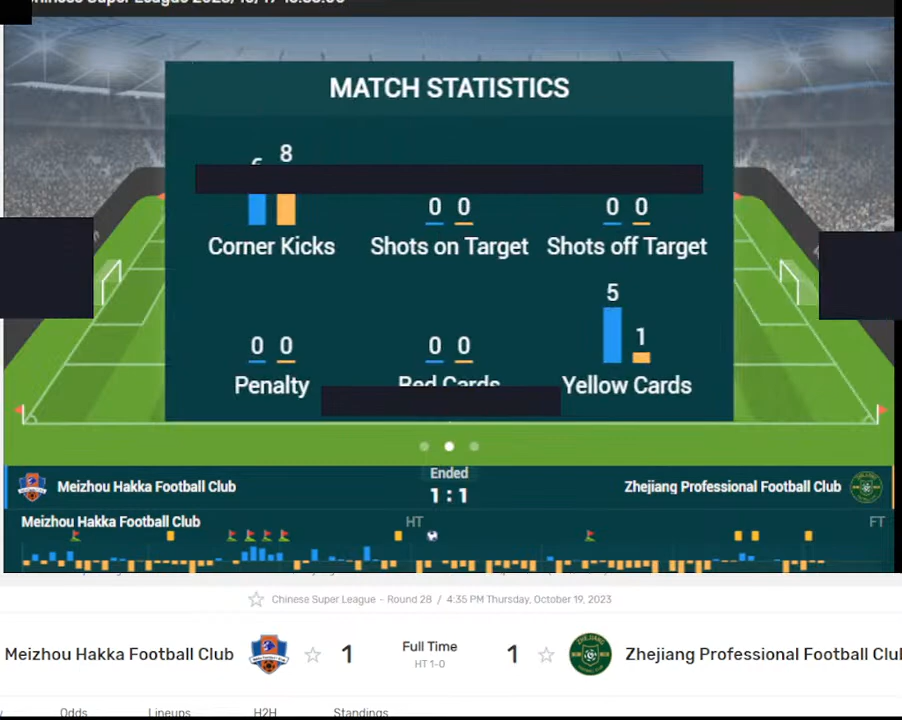 MATCH STATISTICS
8
0 0
0 0
Corner Kicks
Shots on Target
Shots off Target
5
0 0
0 0
1
Penalty
Red Cards
Yellow Cards
Ended
Meizhou Hakka Football Club
1 : 1
Zhejiang Professional Football Club
Meizhou Hakka Football Club
HT
FT
Chinese Super League - Round 28 / 4:35 PM Thursday, October 19, 2023
Meizhou Hakka Football Club
1
Full Time
HT 1-0
1
Zhejiang Professional Football Clu
Odds
Lineups
H2H
Standings